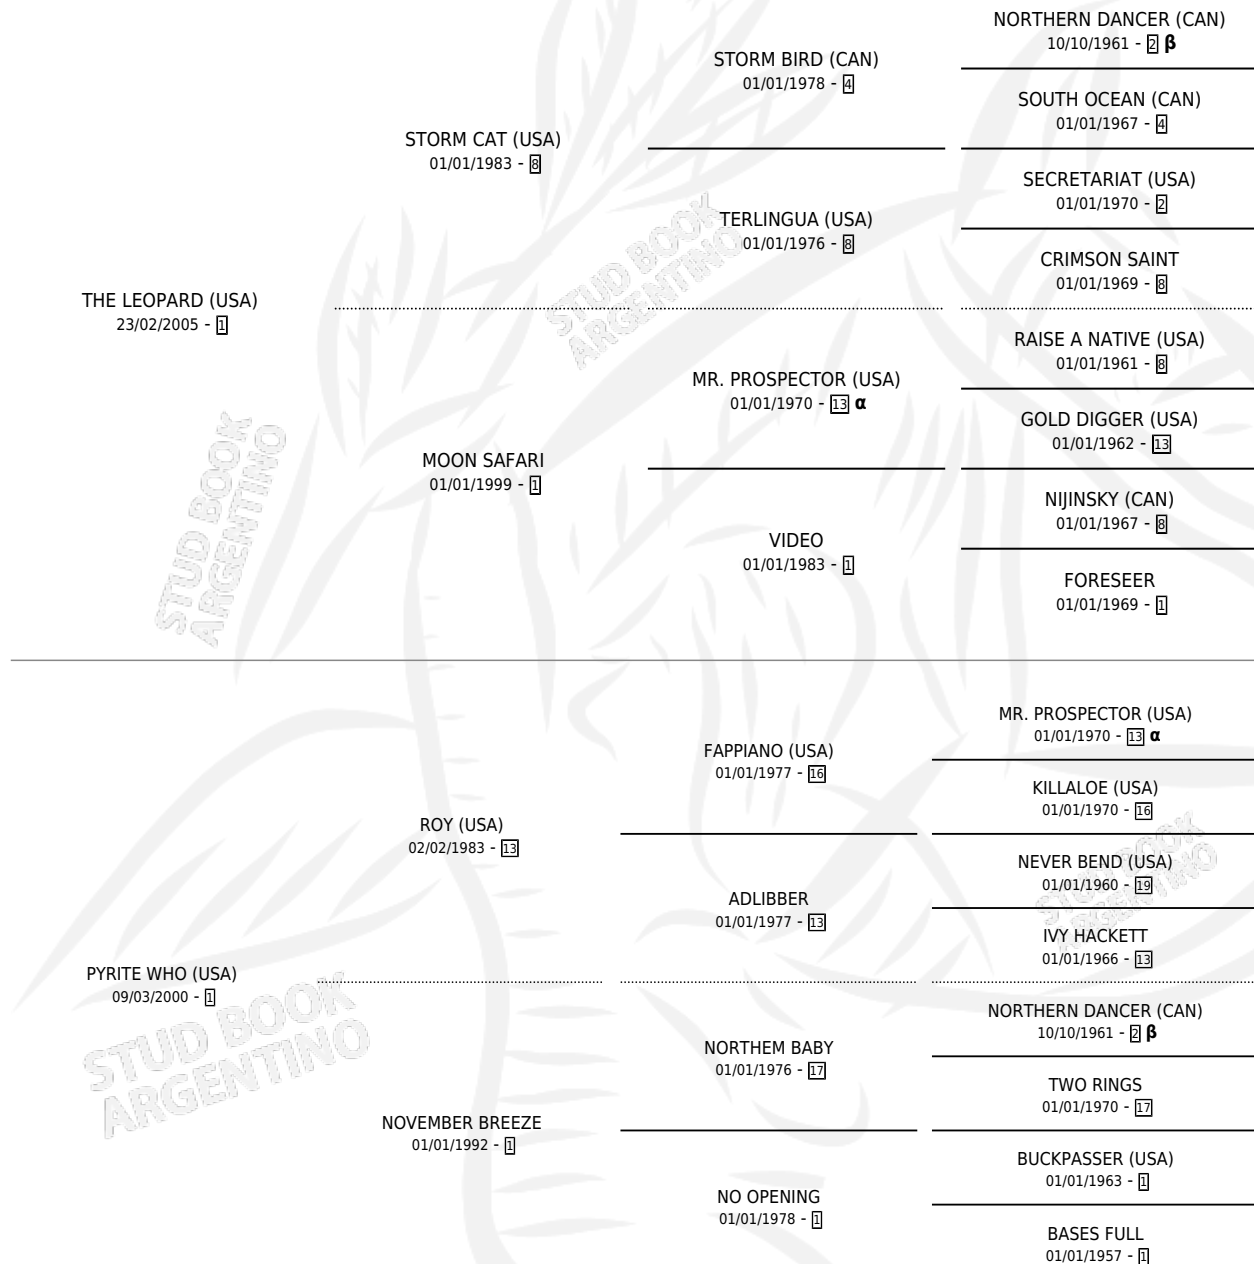 NORTHERN DANCER (CAN)
10/10/1961 - 2 β
STORM BIRD (CAN)
01/01/1978 - 4
SOUTH OCEAN (CAN)
01/01/1967 - 4
STORM CAT (USA)
01/01/1983 - 8
SECRETARIAT (USA)
01/01/1970 - 2
TERLINGUA (USA)
01/01/1976 - 8
CRIMSON SAINT
01/01/1969 - 8
THE LEOPARD (USA)
23/02/2005 - 1
RAISE A NATIVE (USA)
01/01/1961 - 8
MR. PROSPECTOR (USA)
01/01/1970 - 13 α
GOLD DIGGER (USA)
01/01/1962 - 13
MOON SAFARI
01/01/1999 - 1
NIJINSKY (CAN)
01/01/1967 - 8
VIDEO
01/01/1983 - 1
FORESEER
01/01/1969 - 1
MR. PROSPECTOR (USA)
01/01/1970 - 13 α
FAPPIANO (USA)
01/01/1977 - 16
KILLALOE (USA)
01/01/1970 - 16
ROY (USA)
02/02/1983 - 13
NEVER BEND (USA)
01/01/1960 - 19
ADLIBBER
01/01/1977 - 13
IVY HACKETT
01/01/1966 - 13
PYRITE WHO (USA)
09/03/2000 - 1
NORTHERN DANCER (CAN)
10/10/1961 - 2 β
NORTHEM BABY
01/01/1976 - 17
TWO RINGS
01/01/1970 - 17
NOVEMBER BREEZE
01/01/1992 - 1
BUCKPASSER (USA)
01/01/1963 - 1
NO OPENING
01/01/1978 - 1
BASES FULL
01/01/1957 - 1
STUD BOOK
ARGENTINO
STUD BOOK
ARGENTINO
STUD BOOK
ARGENTINO
STUD BOOK
ARGENTINO